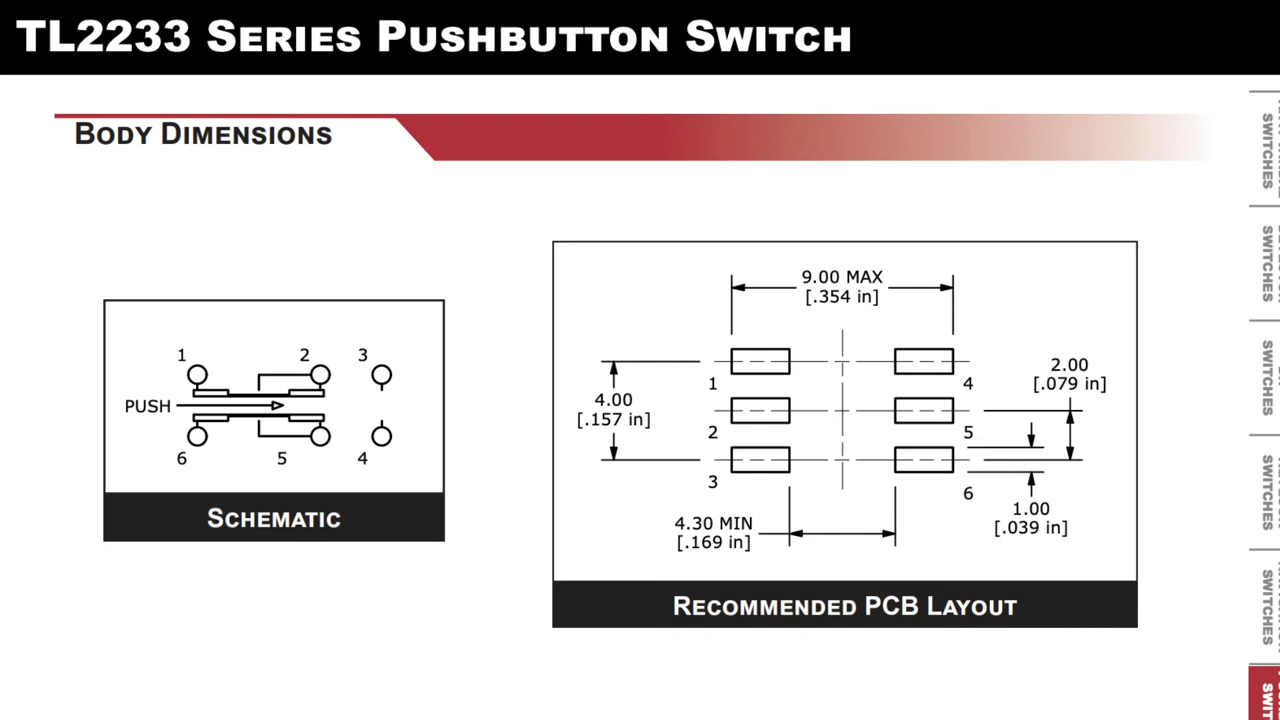 TL2233 SERIES PUSHBUTTON SWITCH
BODY DIMENSIONS
1 2 3
PUSH
6 5 4
SCHEMATIC
9.00 MAX
[.354 in]
4.00
[.157 in]
2.00
[.079 in]
1
2
3
4
5
6
4.30 MIN
[.169 in]
1.00
[.039 in]
RECOMMENDED PCB LAYOUT
SWITCHES
SWITCHES
SWITCHES
SWITCHES
SWITCHES